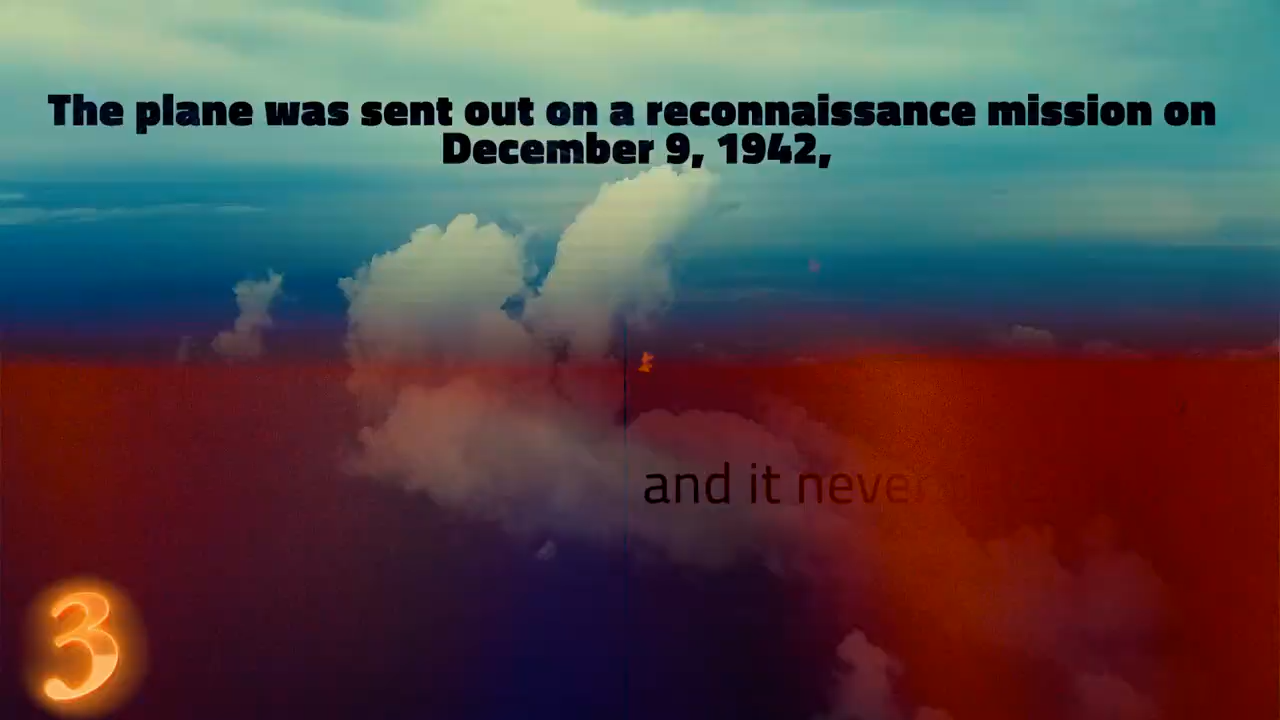 The plane was sent out on a reconnaissance mission on
December 9, 1942,
and it never
3